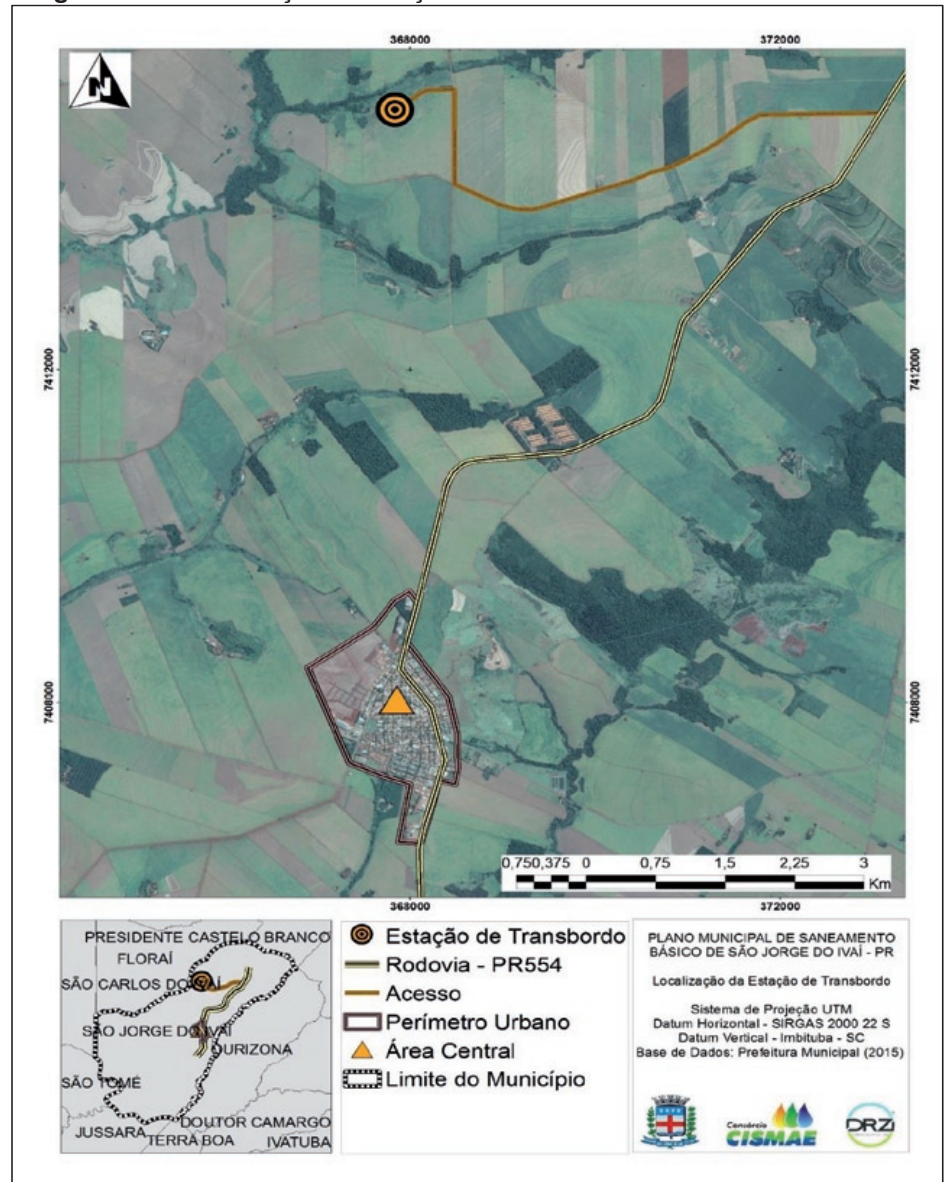 368000
372000
N
7412000
7412000
7408000
7408000
0,750,375 0 0,75 1,5 2,25 3
Km
368000
372000
PRESIDENTE CASTELO BRANCO
FLORAÍ
SÃO CARLOS DO IVAÍ
SÃO JORGE DO IVAÍ
OURIZONA
SÃO TOMÉ
DOUTOR CAMARGO
JUSSARA
TERRA BOA
IVATUBA
Estação de Transbordo
Rodovia - PR554
Acesso
Perímetro Urbano
Área Central
Limite do Município
PLANO MUNICIPAL DE SANEAMENTO
BÁSICO DE SÃO JORGE DO IVAÍ - PR
Localização da Estação de Transbordo
Sistema de Projeção UTM
Datum Horizontal - SIRGAS 2000 22 S
Datum Vertical - Imbituba - SC
Base de Dados: Prefeitura Municipal (2015)
Consórcio
CISMAE
DRZ